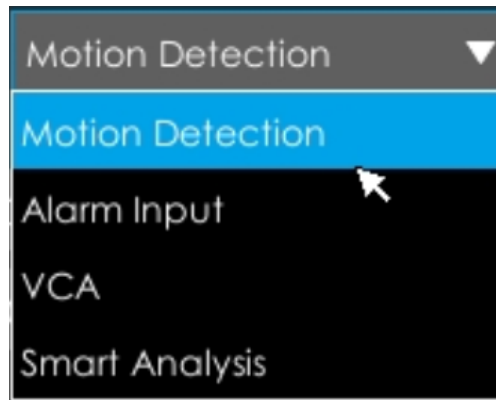 Motion Detection
Motion Detection
Alarm Input
VCA
Smart Analysis